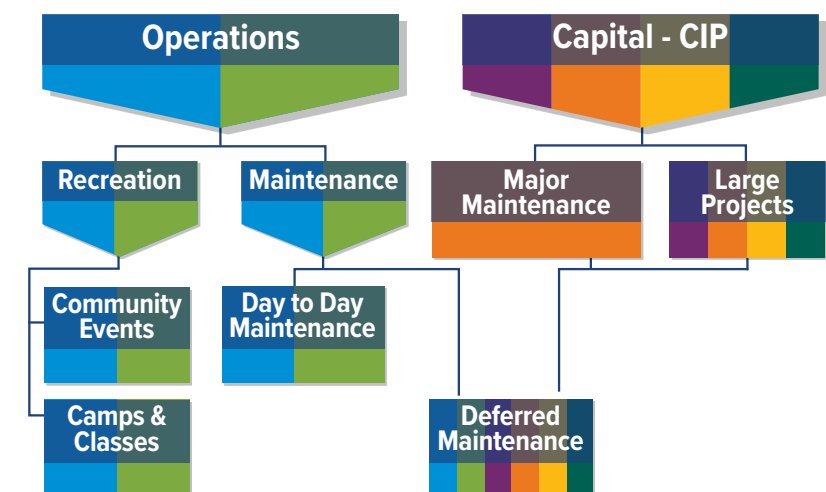 Operations
Capital - CIP
Recreation
Maintenance
Major
Maintenance
Large
Projects
Community
Events
Day to Day
Maintenance
Camps &
Classes
Deferred
Maintenance